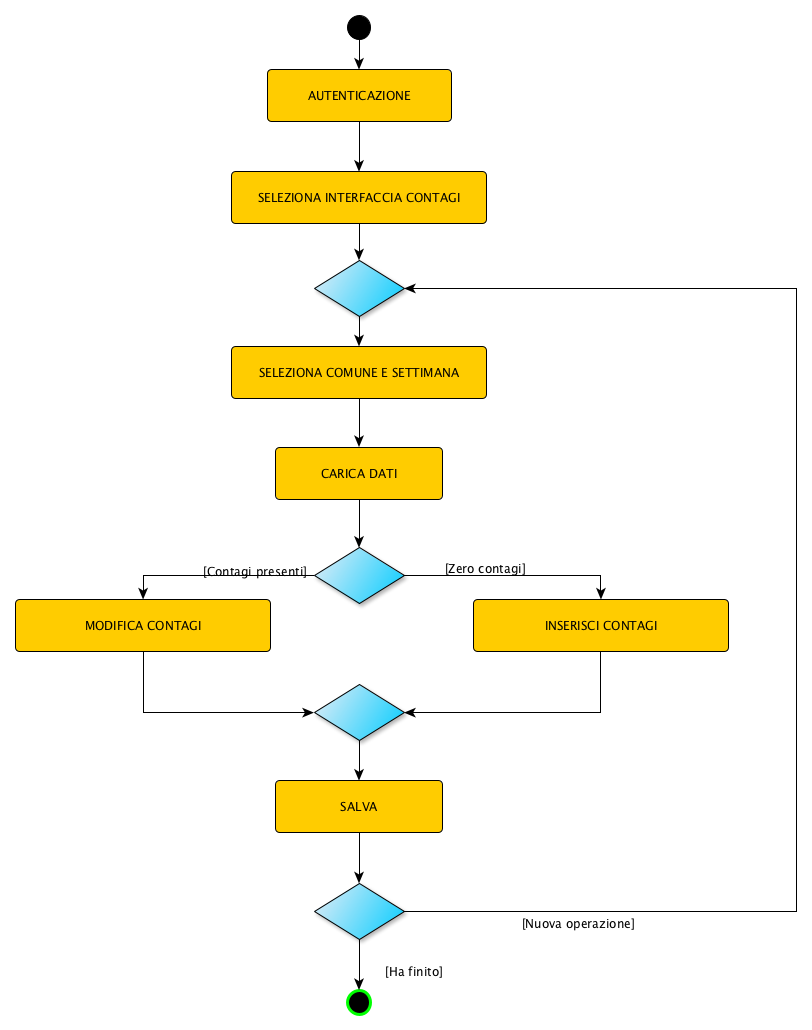 AUTENTICAZIONE
SELEZIONA INTERFACCIA CONTAGI
SELEZIONA COMUNE E SETTIMANA
CARICA DATI
[Contagi presenti]
[Zero contagi]
MODIFICA CONTAGI
INSERISCI CONTAGI
SALVA
[Nuova operazione]
[Ha finito]